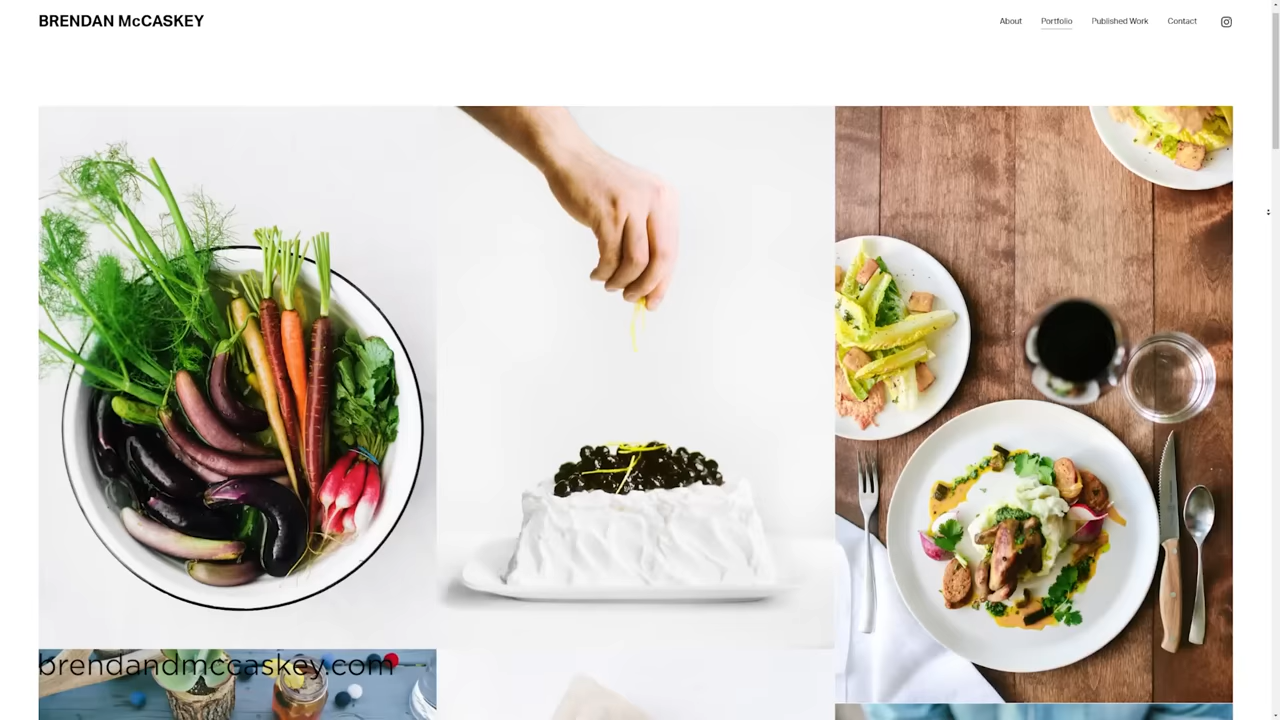 BRENDAN McCASKEY
About
Portfolio
Published Work
Contact
brendandmccaskey.com